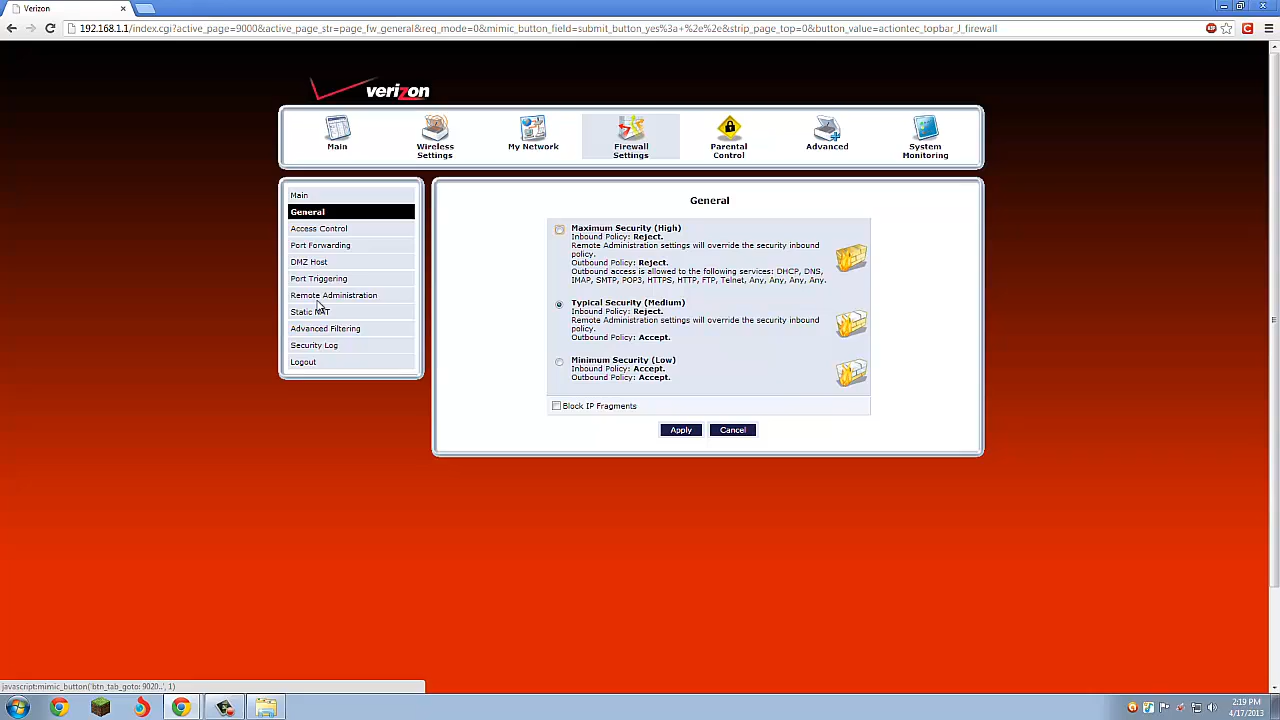 Verizon
192.168.1.1/index.cgi?active_page=9000&active_page_str=page_fw_general&req_mode=0&mimic_button_field=submit_button_yes%3a+%2e%2e&strip_page_top=0&button_value=actiontec_topbar_J_firewall
verizon
Main
Wireless
Settings
My Network
Firewall
Settings
Parental
Control
Advanced
System
Monitoring
Main
General
Access Control
Port Forwarding
DMZ Host
Port Triggering
Remote Administration
Static NAT
Advanced Filtering
Security Log
Logout
General
Maximum Security (High)
Inbound Policy: Reject.
Remote Administration settings will override the security inbound
policy.
Outbound Policy: Reject.
Outbound access is allowed to the following services: DHCP, DNS,
IMAP, SMTP, POP3, HTTPS, HTTP, FTP, Telnet, Any, Any, Any, Any.
Typical Security (Medium)
Inbound Policy: Reject.
Remote Administration settings will override the security inbound
policy.
Outbound Policy: Accept.
Minimum Security (Low)
Inbound Policy: Accept.
Outbound Policy: Accept.
Block IP Fragments
Apply
Cancel
javascript:mimic_button('btn_tab_goto: 9020..', 1)
2:19 PM
4/17/2013